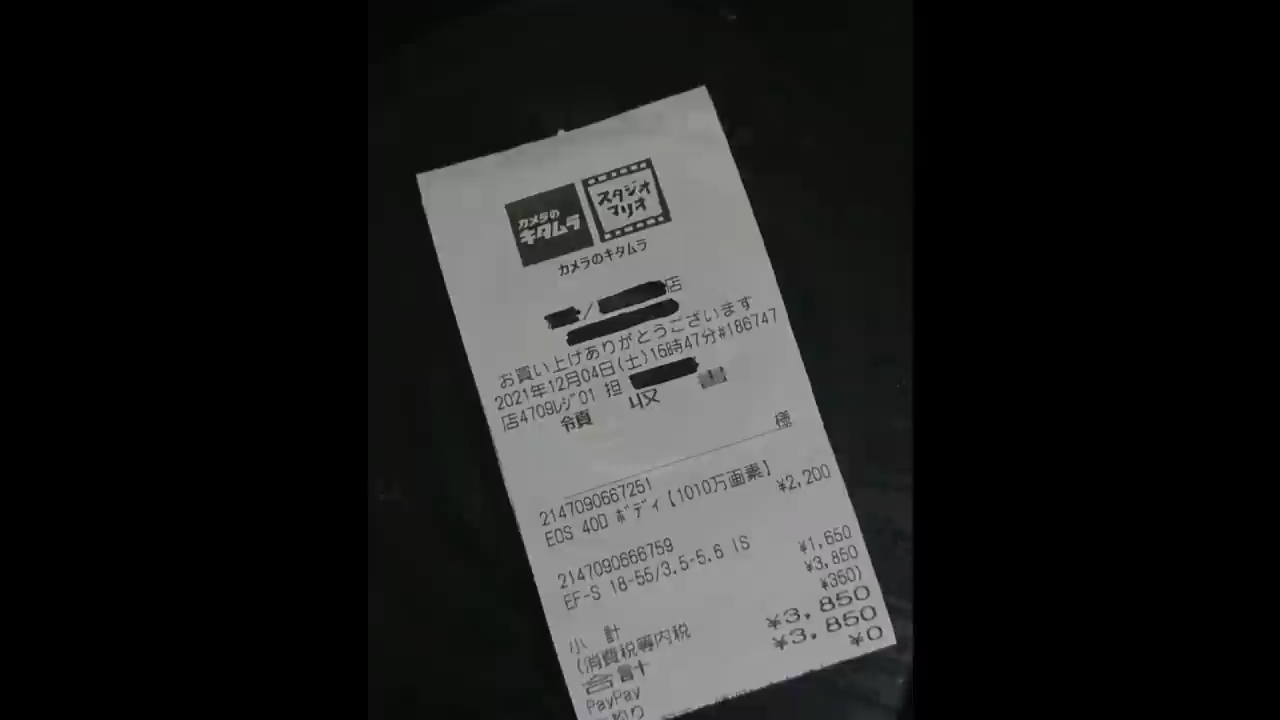 カメラの
キタムラ
スタジオ
マリオ
カメラのキタムラ
/ 店
お買い上げありがとうございます
2021年12月04日(土)16時47分#186747
店4709レジ01 担
領 収 書
様
2147090667251
EOS 40D ボディ【1010万画素】 ¥2,200
2147090666759
EF-S 18-55/3.5-5.6 IS ¥1,650
小 計 ¥3,850
(消費税等内税 ¥350)
合計 ¥3,850
PayPay ¥3,850
¥0